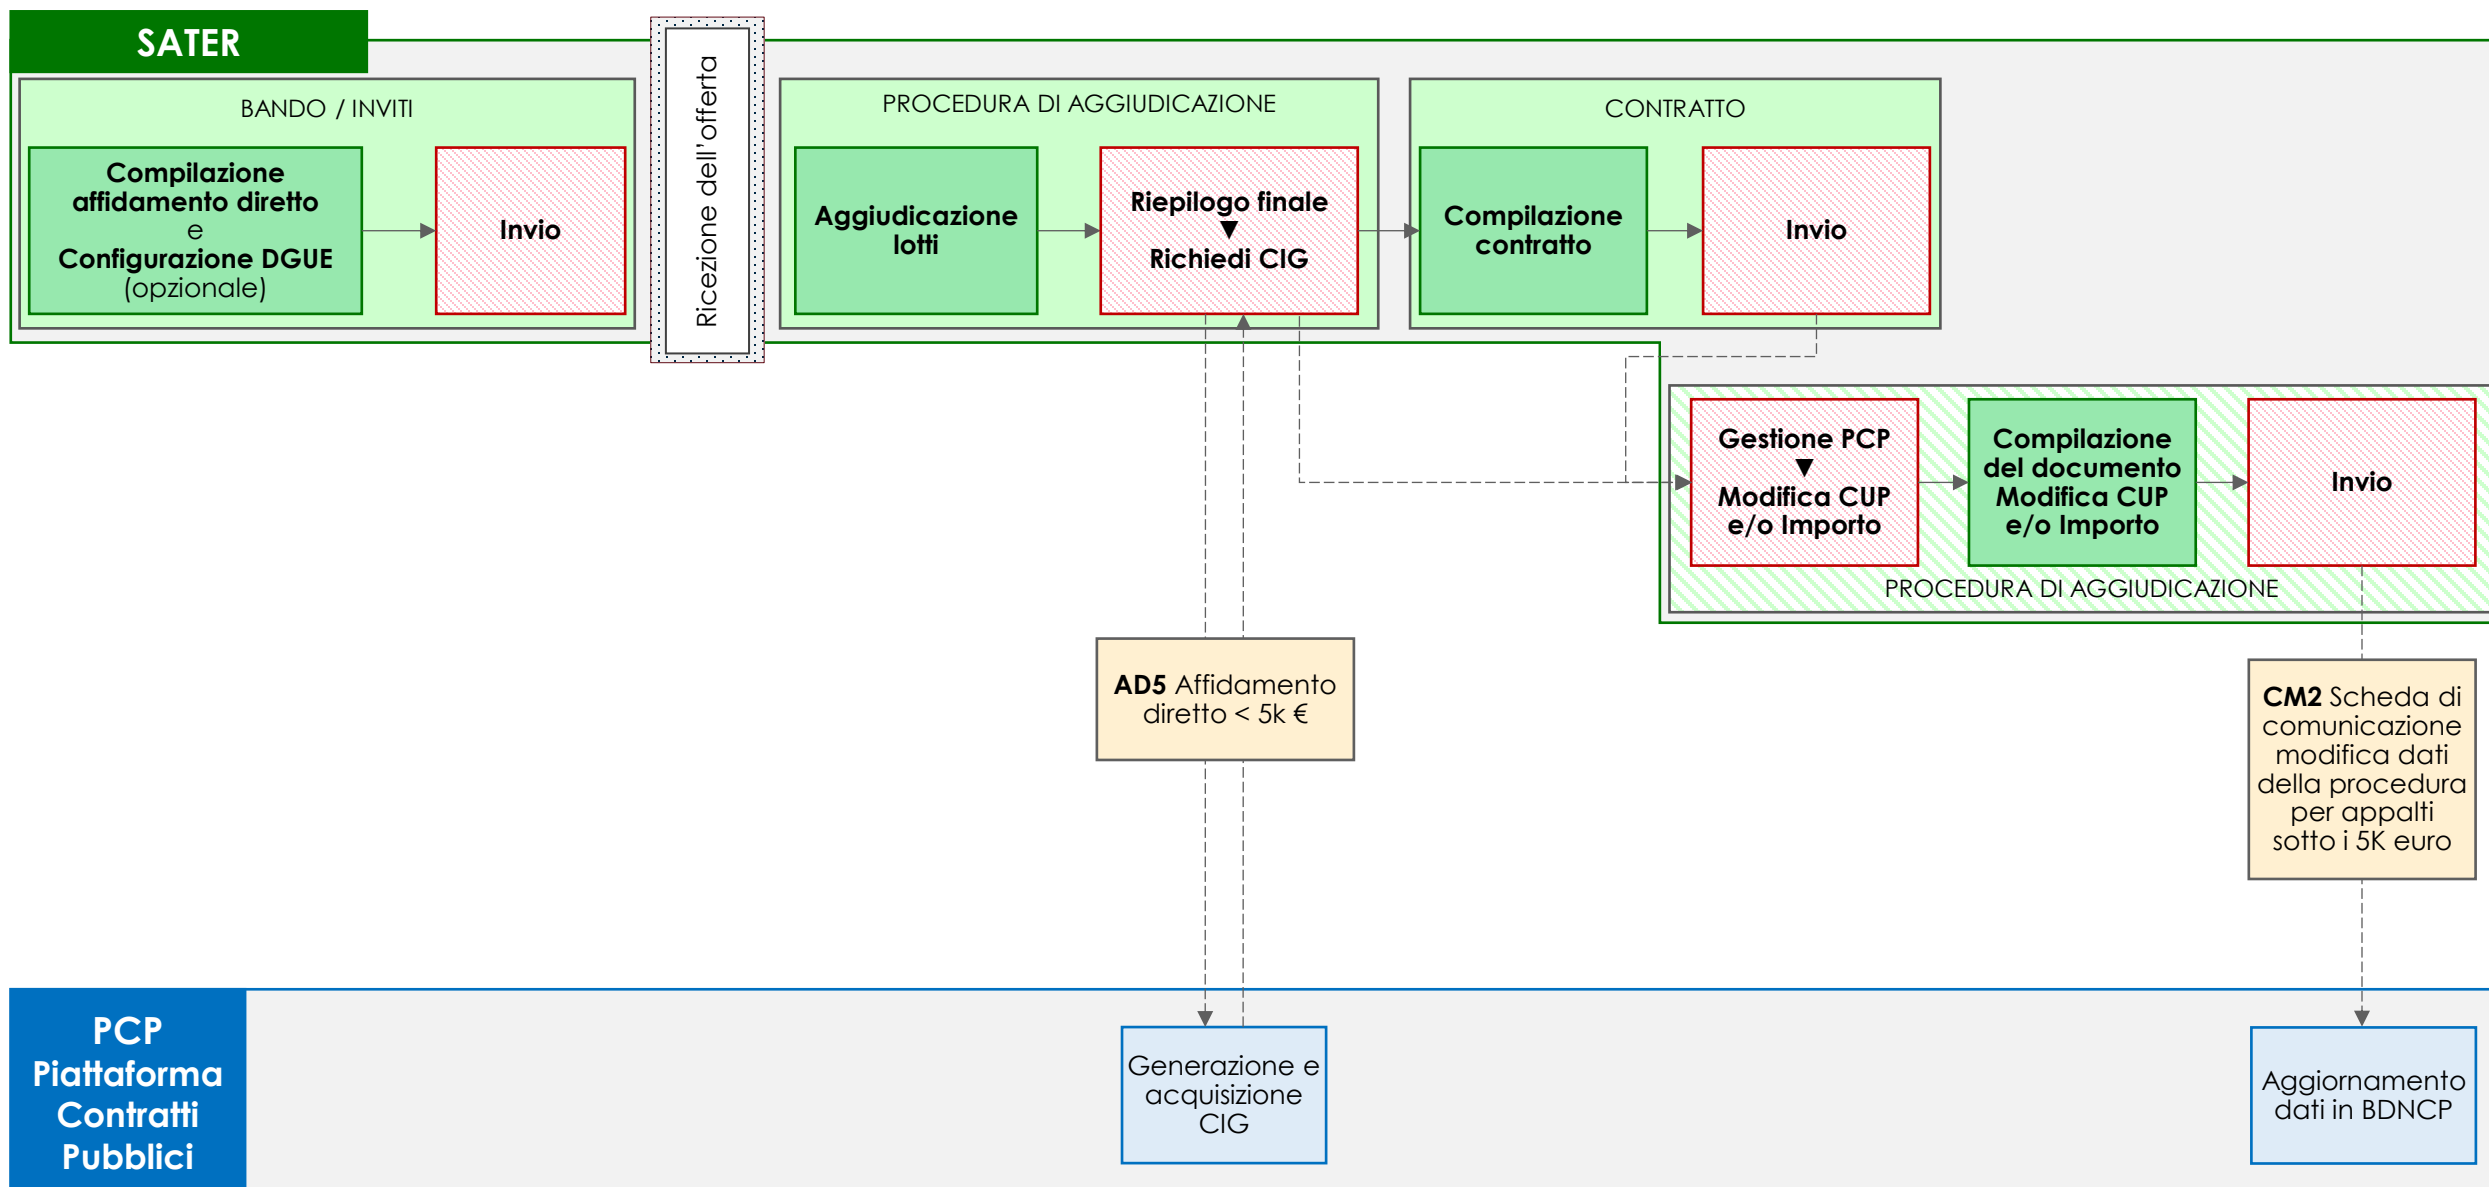 SATER
BANDO / INVITI
Compilazione
affidamento diretto
e
Configurazione DGUE
(opzionale)
Invio
Ricezione dell'offerta
PROCEDURA DI AGGIUDICAZIONE
Aggiudicazione
lotti
Riepilogo finale
▼
Richiedi CIG
CONTRATTO
Compilazione
contratto
Invio
Gestione PCP
▼
Modifica CUP
e/o Importo
Compilazione
del documento
Modifica CUP
e/o Importo
Invio
PROCEDURA DI AGGIUDICAZIONE
AD5 Affidamento
diretto < 5k €
CM2 Scheda di
comunicazione
modifica dati
della procedura
per appalti
sotto i 5K euro
PCP
Piattaforma
Contratti
Pubblici
Generazione e
acquisizione
CIG
Aggiornamento
dati in BDNCP